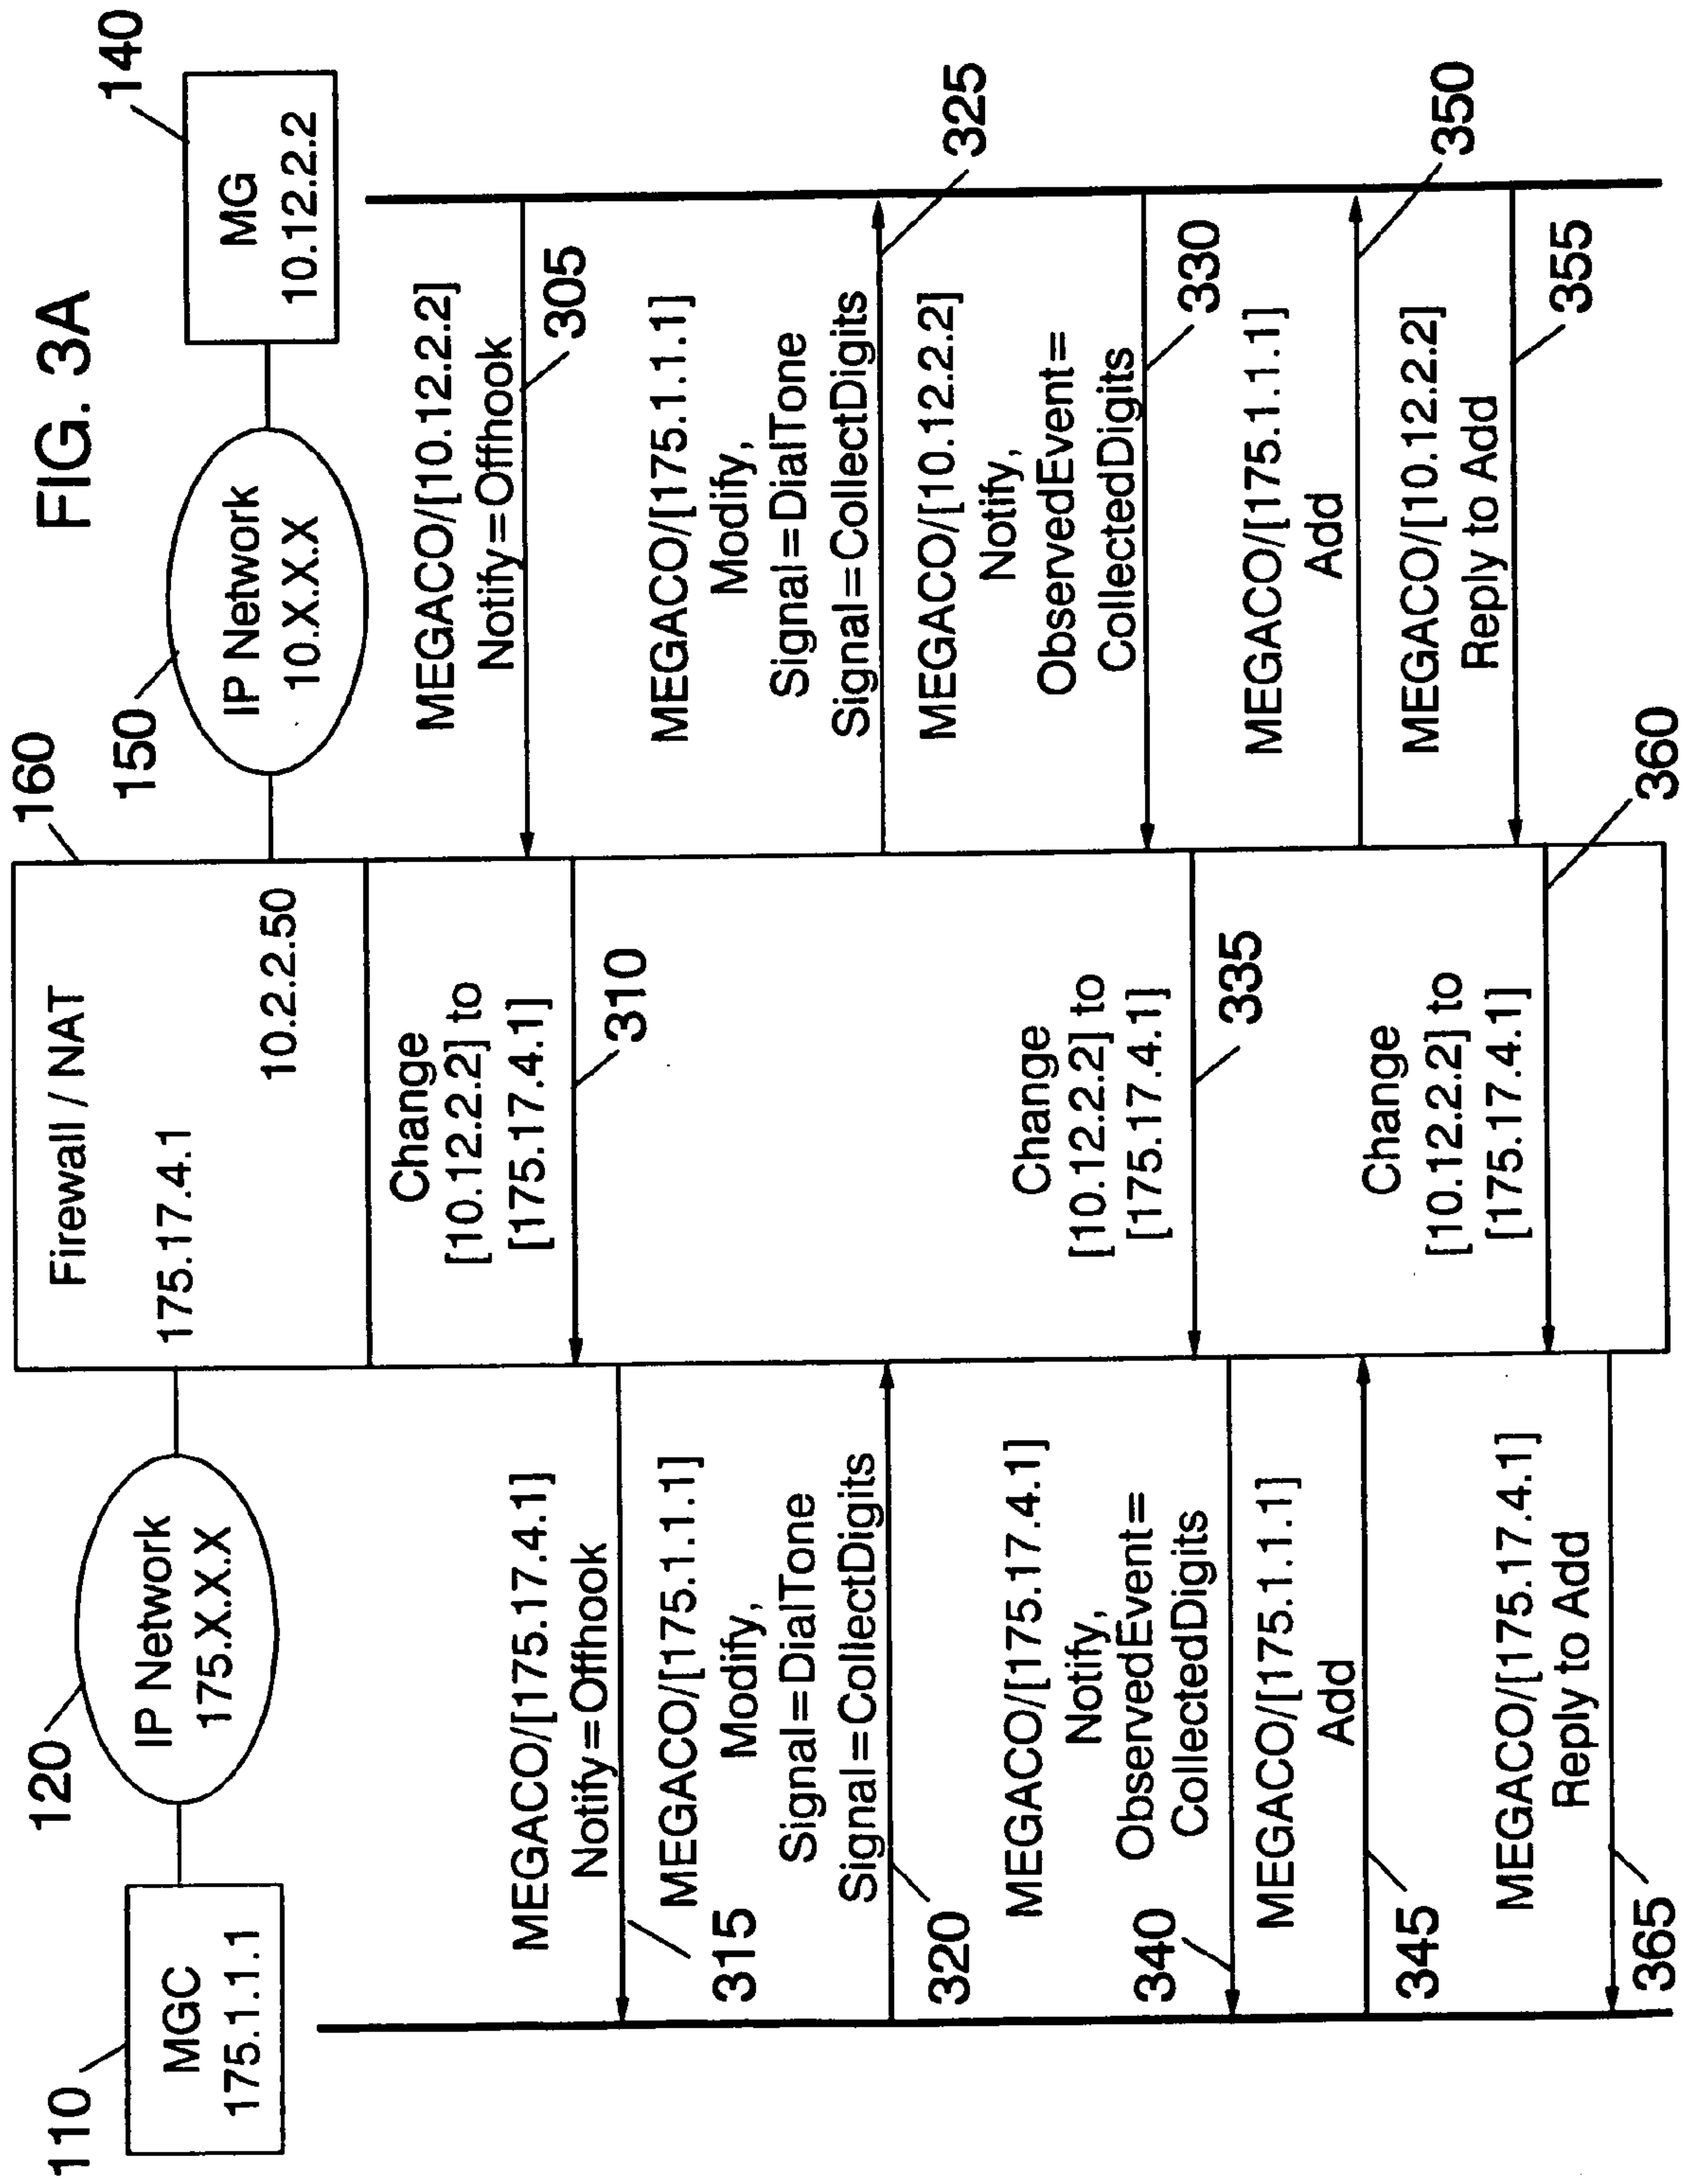 FIG. 3A
110
MGC
175.1.1.1
120
IP Network
175.X.X.X
160
Firewall / NAT
175.17.4.1
10.2.2.50
150
IP Network
10.X.X.X
140
MG
10.12.2.2
MEGACO/[10.12.2.2]
Notify=Offhook
305
Change
[10.12.2.2] to
[175.17.4.1]
310
MEGACO/[175.17.4.1]
Notify=Offhook
315
MEGACO/[175.1.1.1]
Modify,
Signal=DialTone
Signal=CollectDigits
320
MEGACO/[175.1.1.1]
Modify,
Signal=DialTone
Signal=CollectDigits
325
MEGACO/[10.12.2.2]
Notify,
ObservedEvent=
CollectedDigits
330
Change
[10.12.2.2] to
[175.17.4.1]
335
MEGACO/[175.17.4.1]
Notify,
ObservedEvent=
CollectedDigits
340
MEGACO/[175.1.1.1]
Add
345
MEGACO/[175.1.1.1]
Add
350
MEGACO/[10.12.2.2]
Reply to Add
355
Change
[10.12.2.2] to
[175.17.4.1]
360
MEGACO/[175.17.4.1]
Reply to Add
365